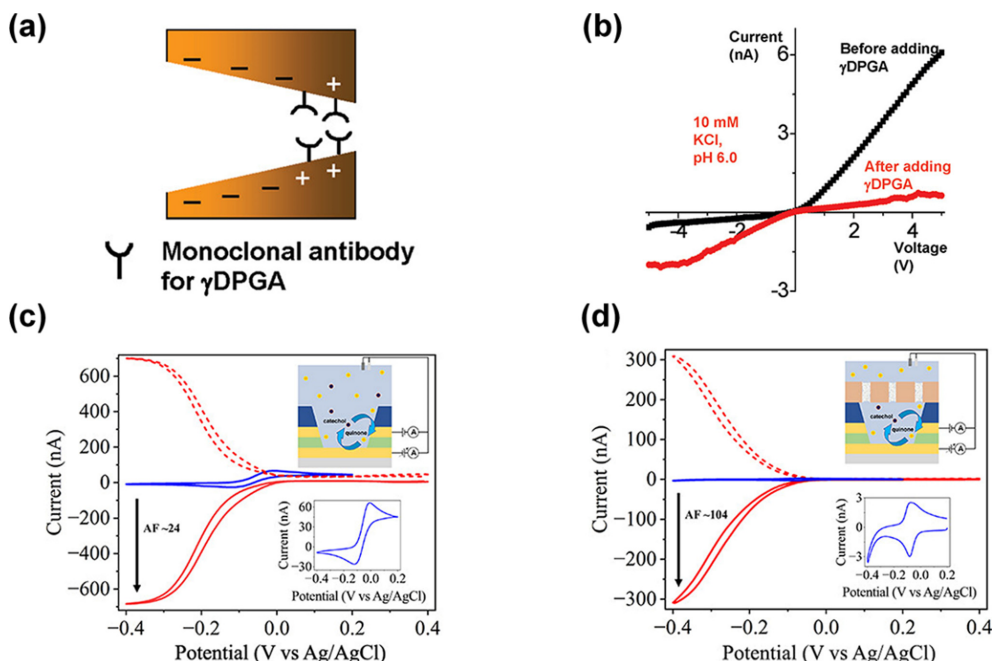 (a)
− − − +
− − − + +
Monoclonal antibody
for γDPGA
(b)
Current
(nA)
6
3
-3
-4 -2 2 4
Voltage
(V)
Before adding
γDPGA
10 mM
KCl,
pH 6.0
After adding
γDPGA
(c)
Current (nA)
600
400
200
0
−200
−400
−600
−0.4 −0.2 0.0 0.2 0.4
Potential (V vs Ag/AgCl)
AF ~24
catechol
quinone
A
A
Current (nA)
60
30
0
-30
-0.4 -0.2 0.0 0.2
Potential (V vs Ag/AgCl)
(d)
Current (nA)
300
200
100
0
−100
−200
−300
−0.4 −0.2 0.0 0.2 0.4
Potential (V vs Ag/AgCl)
AF ~104
catechol
quinone
A
A
Current (nA)
3
0
-3
-0.4 -0.2 0.0 0.2
Potential (V vs Ag/AgCl)